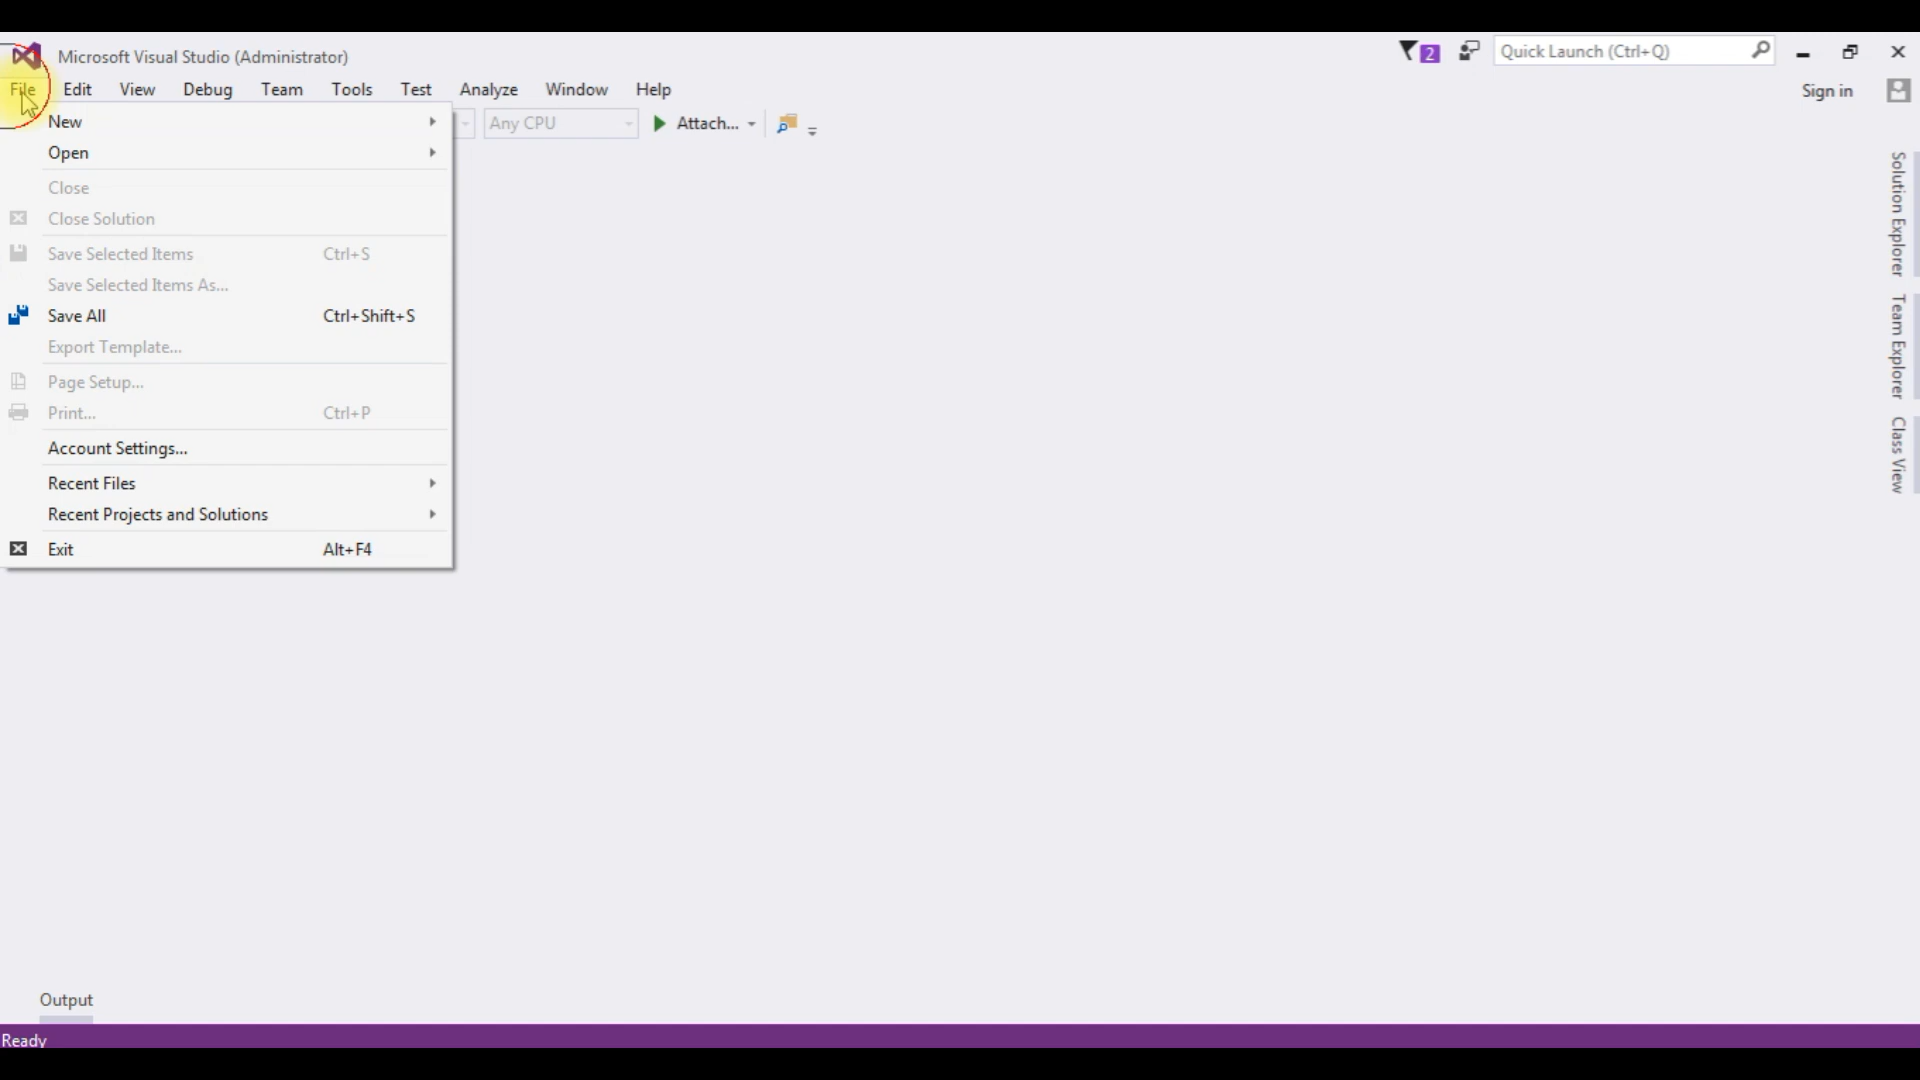 Microsoft Visual Studio (Administrator)
2
Quick Launch (Ctrl+Q)
File Edit View Debug Team Tools Test Analyze Window Help
Sign in
Any CPU
Attach...
New
Open
Close
Close Solution
Save Selected Items Ctrl+S
Save Selected Items As...
Save All Ctrl+Shift+S
Export Template...
Page Setup...
Print... Ctrl+P
Account Settings...
Recent Files
Recent Projects and Solutions
Exit Alt+F4
Solution Explorer
Team Explorer
Class View
Output
Ready